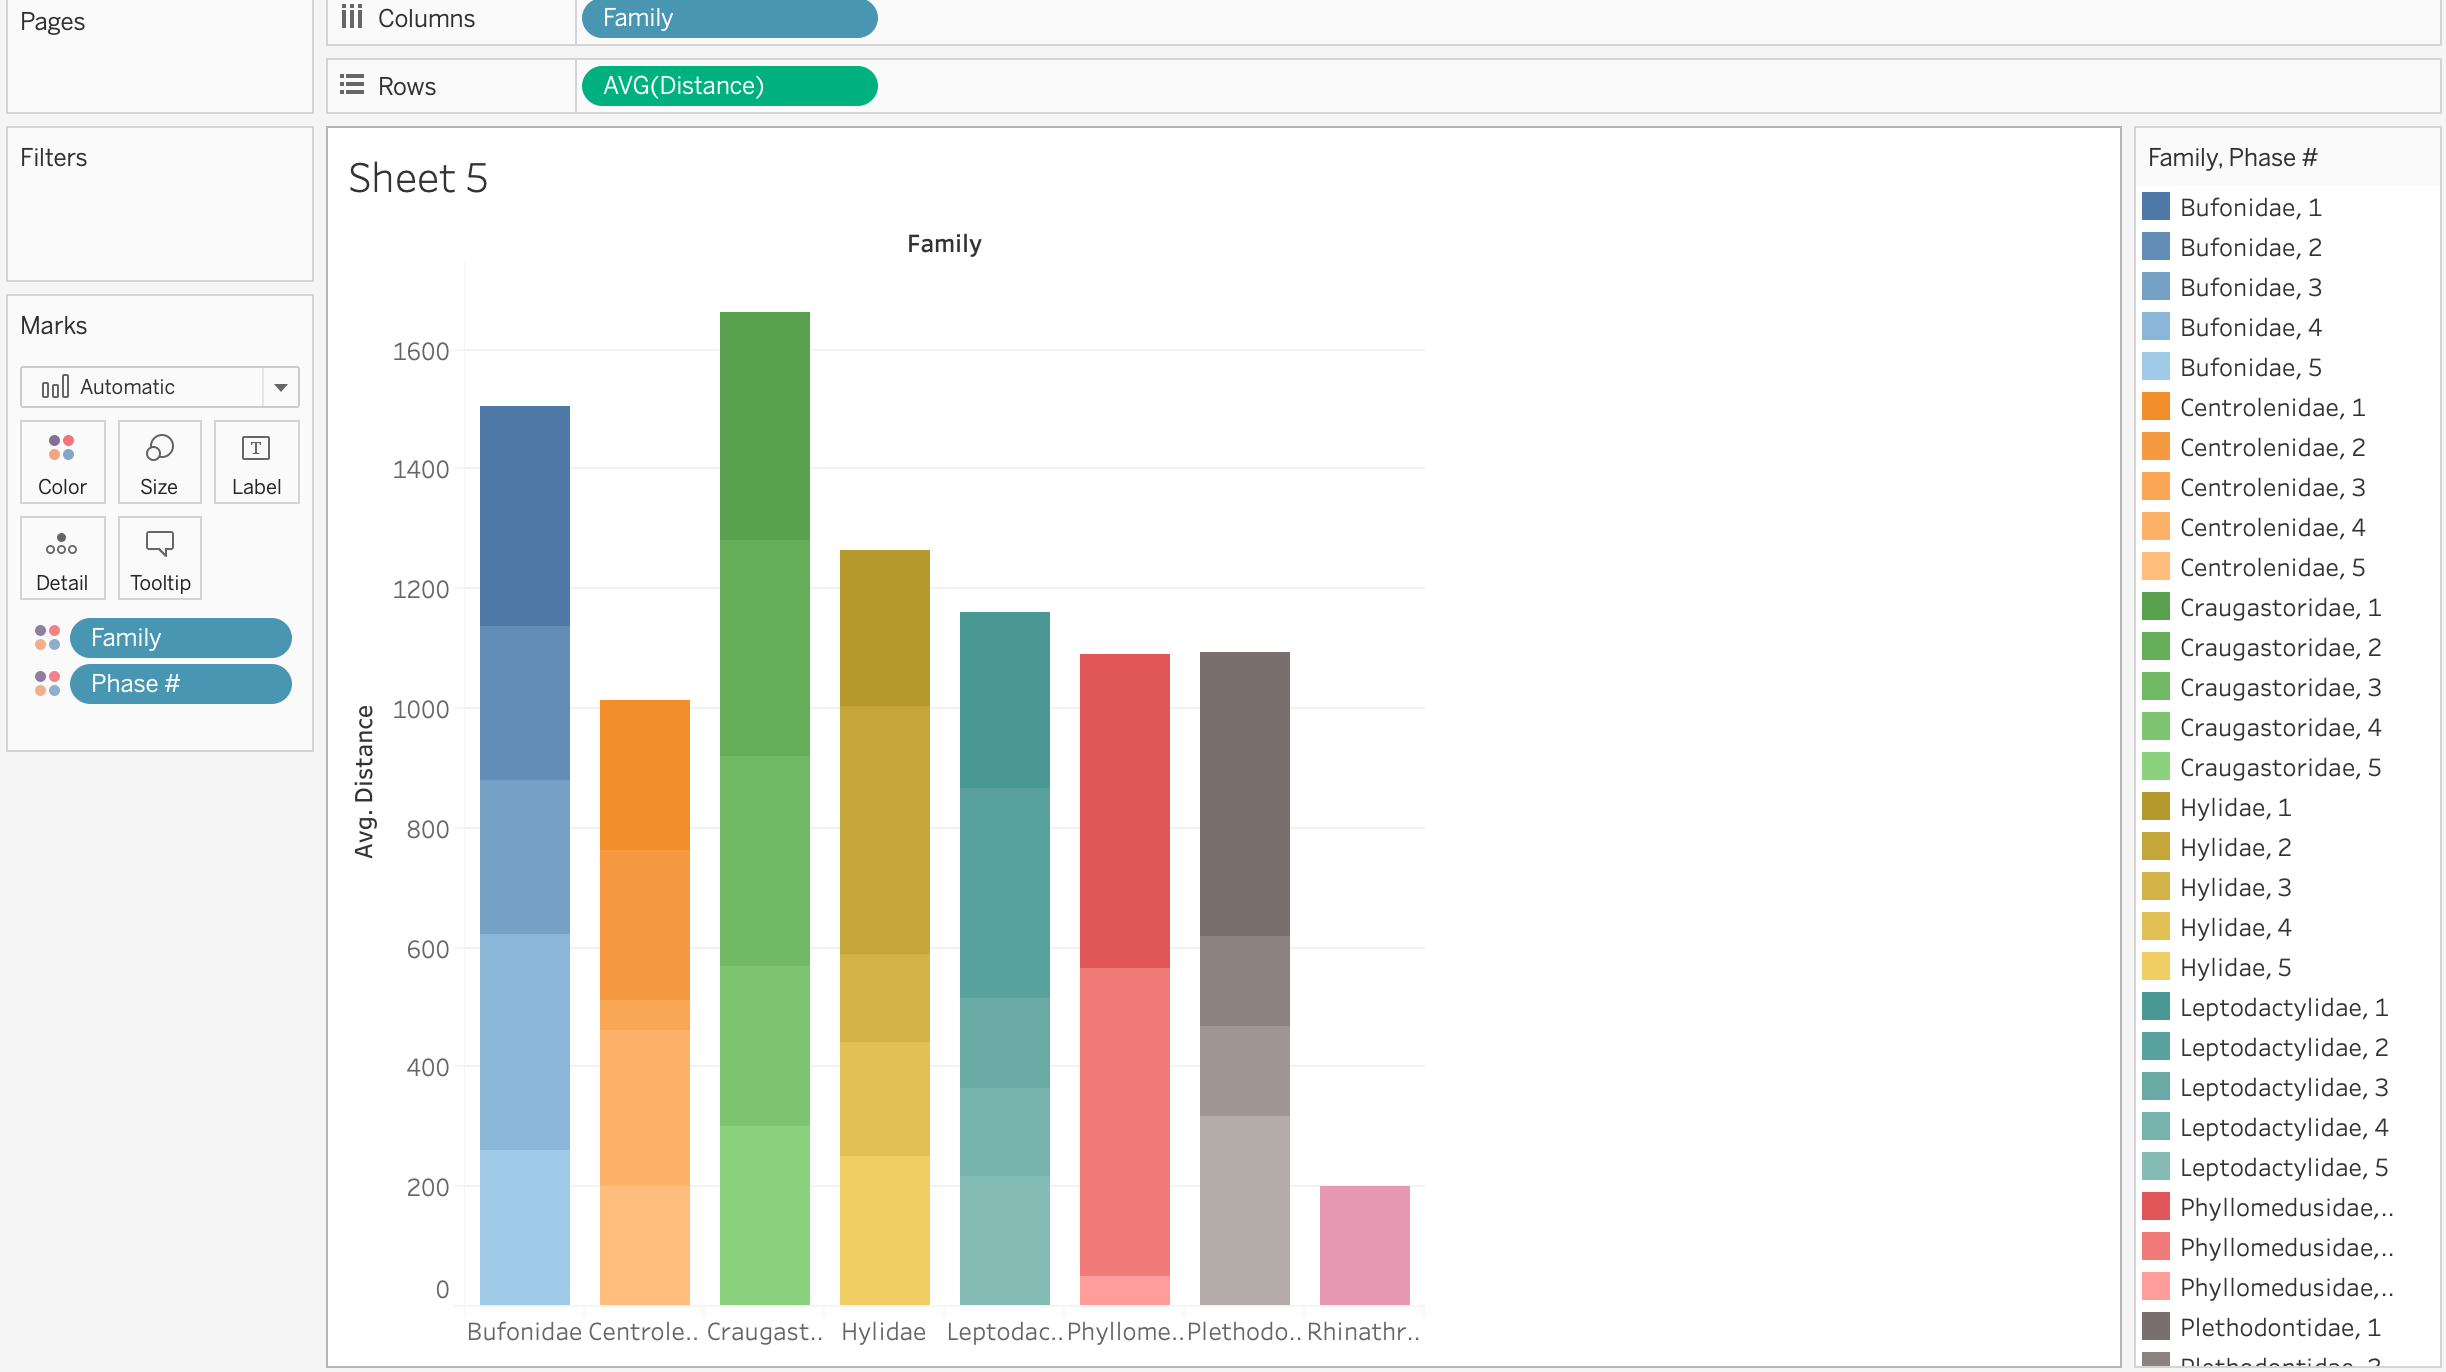 Pages
Columns
Family
Rows
AVG(Distance)
Filters
Marks
Automatic
Color
Size
Label
Detail
Tooltip
Family
Phase #
Sheet 5
Family
Avg. Distance
1600
1400
1200
1000
800
600
400
200
0
Bufonidae Centrole.. Craugast.. Hylidae Leptodac.. Phyllome.. Plethodo.. Rhinathr..
Family, Phase #
Bufonidae, 1
Bufonidae, 2
Bufonidae, 3
Bufonidae, 4
Bufonidae, 5
Centrolenidae, 1
Centrolenidae, 2
Centrolenidae, 3
Centrolenidae, 4
Centrolenidae, 5
Craugastoridae, 1
Craugastoridae, 2
Craugastoridae, 3
Craugastoridae, 4
Craugastoridae, 5
Hylidae, 1
Hylidae, 2
Hylidae, 3
Hylidae, 4
Hylidae, 5
Leptodactylidae, 1
Leptodactylidae, 2
Leptodactylidae, 3
Leptodactylidae, 4
Leptodactylidae, 5
Phyllomedusidae,..
Phyllomedusidae,..
Phyllomedusidae,..
Plethodontidae, 1